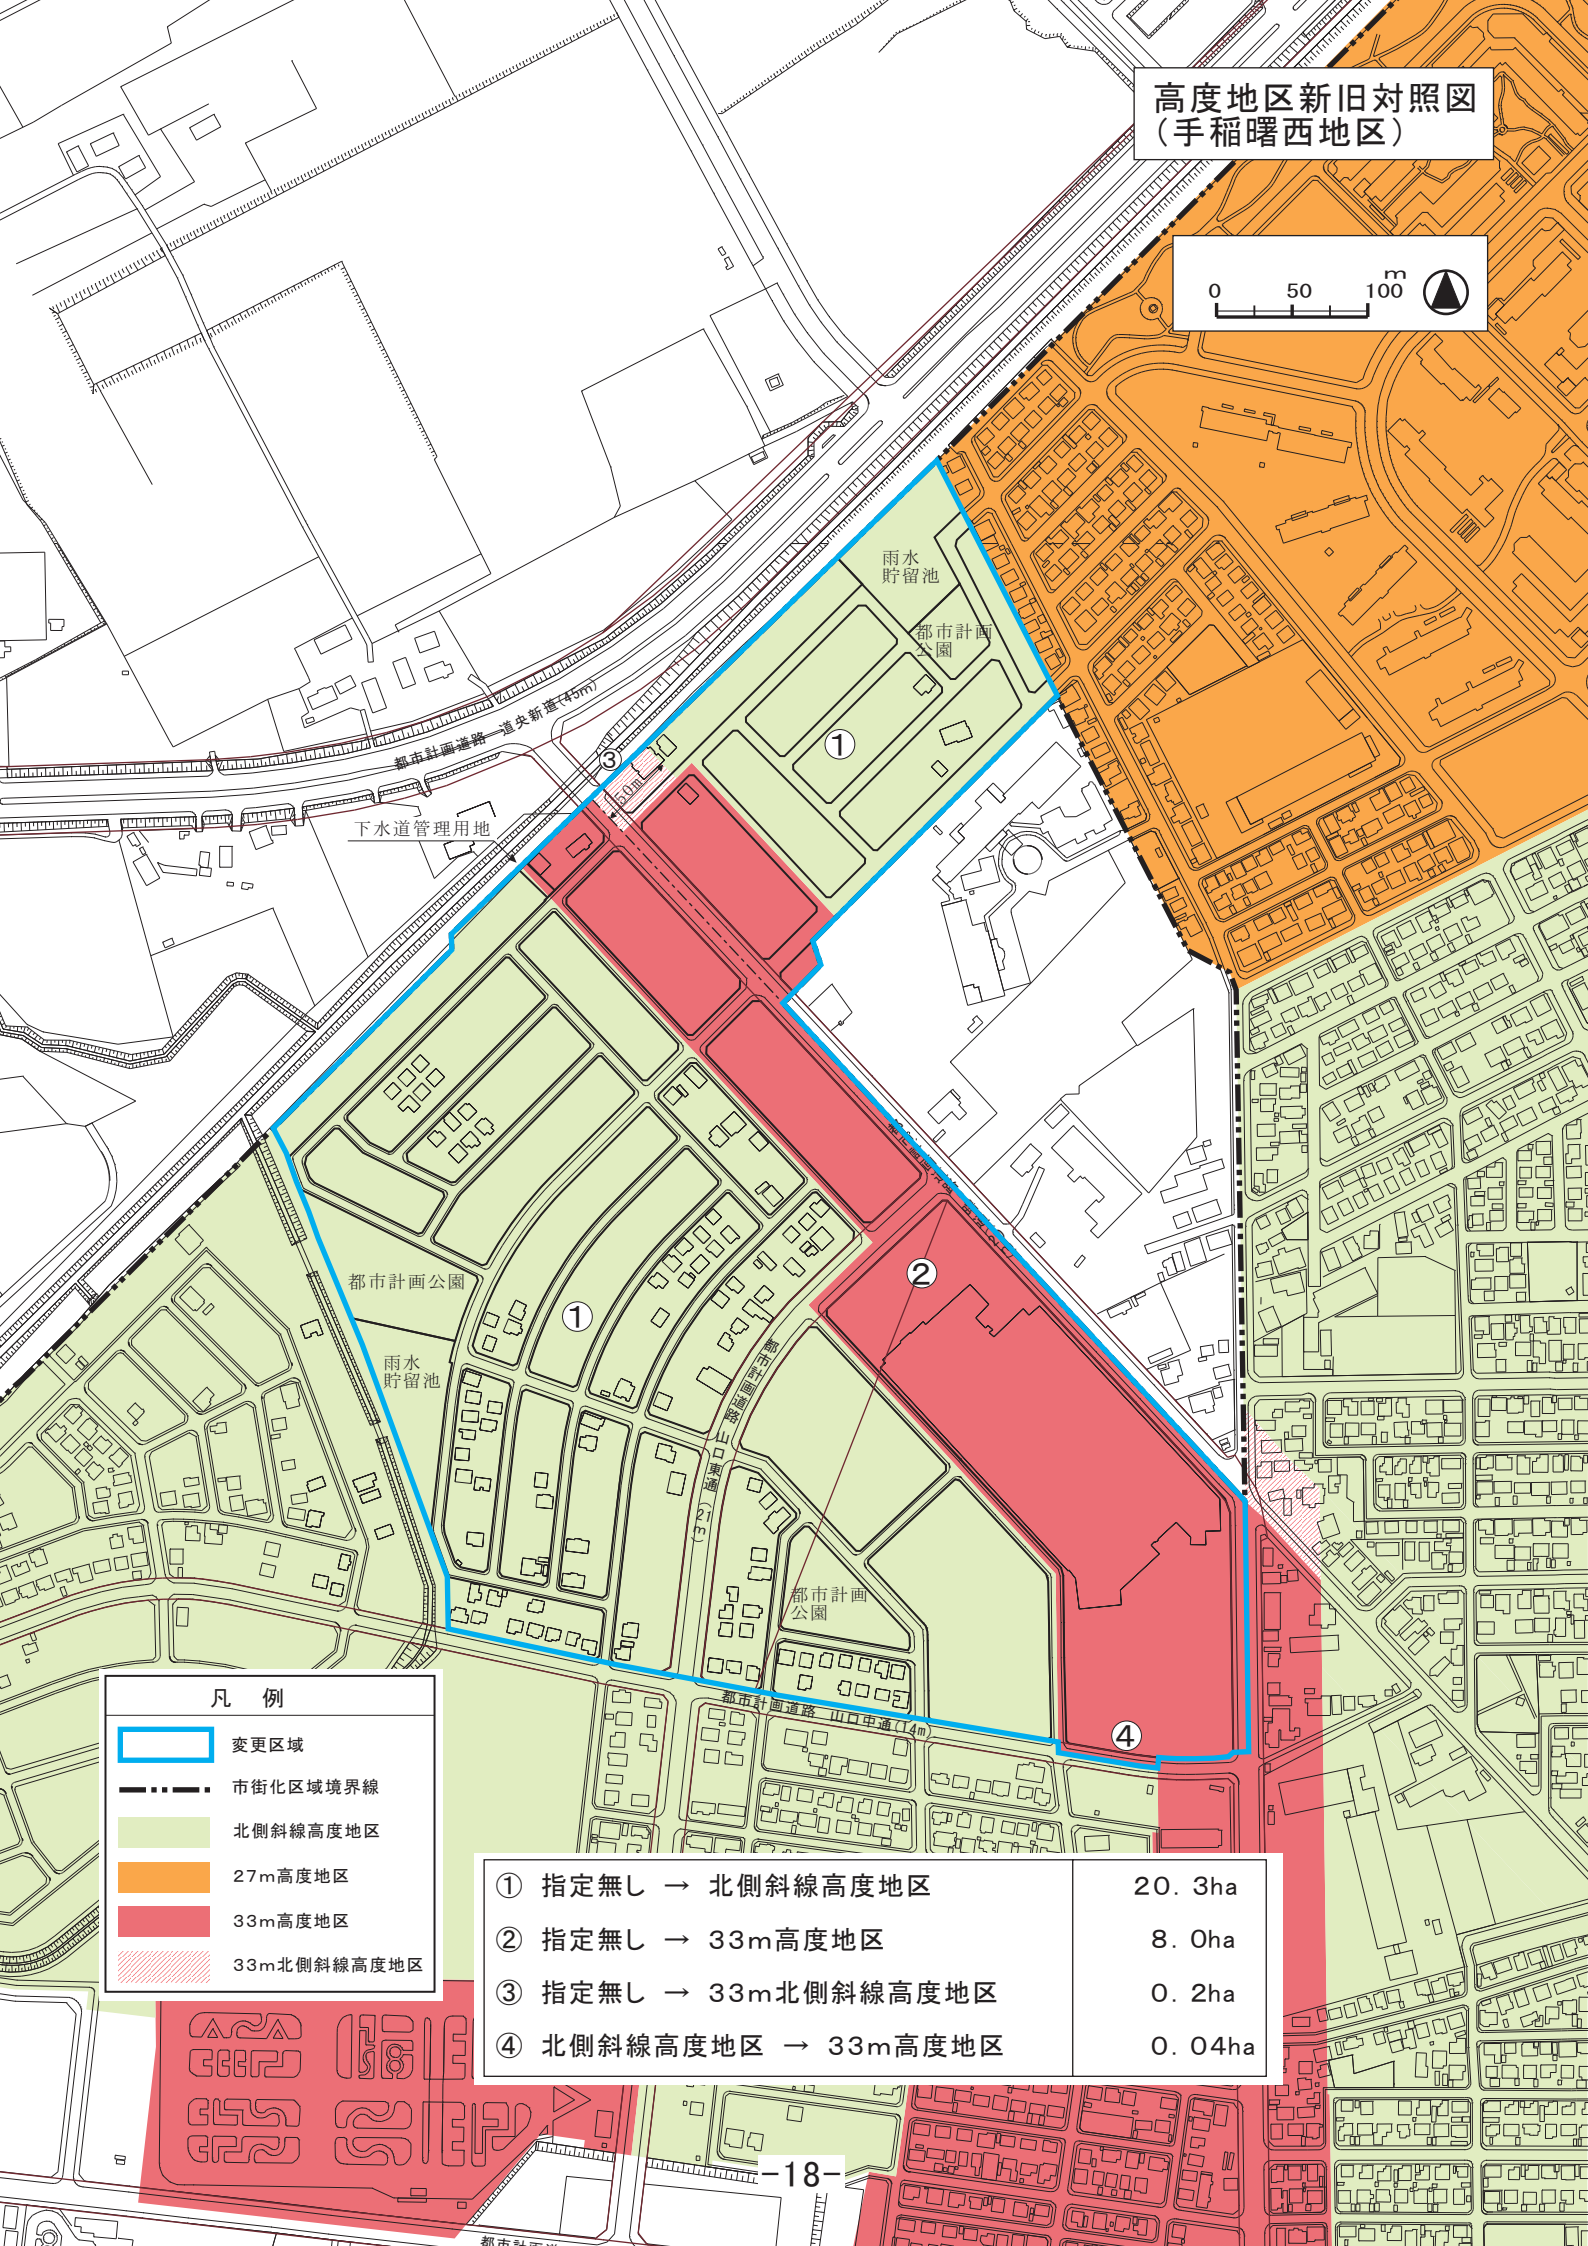 高度地区新旧対照図
（手稲曙西地区）
m
0 50 100
雨水
貯留池
都市計画
公園
①
都市計画道路 道央新道(45m)
③
50m
下水道管理用地
②
都市計画公園
①
雨水
貯留池
都市計画道路 山口東通 (21m)
都市計画
公園
都市計画道路 山口中通(14m)
④
凡 例
変更区域
市街化区域境界線
北側斜線高度地区
27m高度地区
33m高度地区
33m北側斜線高度地区
① 指定無し → 北側斜線高度地区 20. 3ha
② 指定無し → 33m高度地区 8. 0ha
③ 指定無し → 33m北側斜線高度地区 0. 2ha
④ 北側斜線高度地区 → 33m高度地区 0. 04ha
-18-